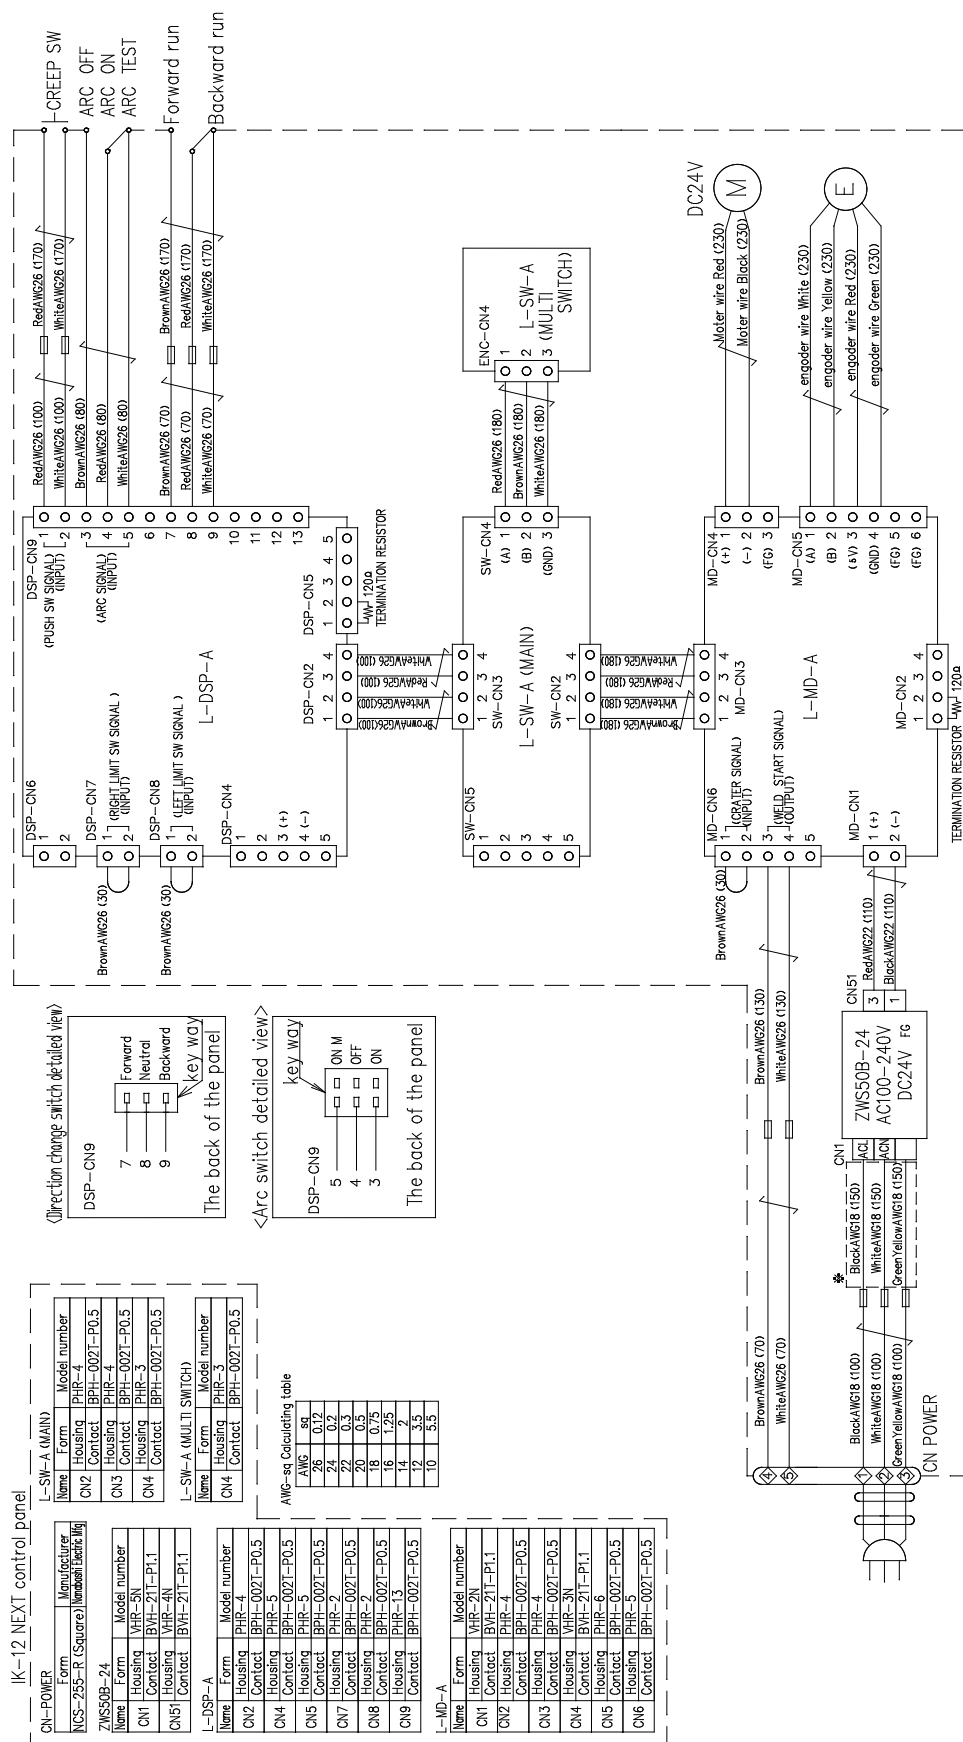 IK-12 NEXT control panel
CN-POWER
Form Manufacturer
NCS-255-R (Square) Nanaboshi Electric Mfg
ZWS50B-24
Name Form Model number
CN1 Housing VHR-5N
Contact BVH-21T-P1.1
CN51 Housing VHR-4N
Contact BVH-21T-P1.1
L-DSP-A
Name Form Model number
CN2 Housing PHR-4
Contact BPH-002T-P0.5
CN4 Housing PHR-5
Contact BPH-002T-P0.5
CN5 Housing PHR-5
Contact BPH-002T-P0.5
CN7 Housing PHR-2
Contact BPH-002T-P0.5
CN8 Housing PHR-2
Contact BPH-002T-P0.5
CN9 Housing PHR-13
Contact BPH-002T-P0.5
L-MD-A
Name Form Model number
CN1 Housing VHR-2N
Contact BVH-21T-P1.1
CN2 Housing PHR-4
Contact BPH-002T-P0.5
CN3 Housing PHR-4
Contact BPH-002T-P0.5
CN4 Housing VHR-3N
Contact BVH-21T-P1.1
CN5 Housing PHR-6
Contact BPH-002T-P0.5
CN6 Housing PHR-5
Contact BPH-002T-P0.5
L-SW-A (MAIN)
Name Form Model number
CN2 Housing PHR-4
Contact BPH-002T-P0.5
CN3 Housing PHR-4
Contact BPH-002T-P0.5
CN4 Housing PHR-3
Contact BPH-002T-P0.5
L-SW-A (MULTI SWITCH)
Name Form Model number
CN4 Housing PHR-3
Contact BPH-002T-P0.5
AWG-sq Calculating table
AWG sq
26 0.12
24 0.2
22 0.3
20 0.5
18 0.75
16 1.25
14 2
12 3.5
10 5.5
<Direction change switch detailed view>
DSP-CN9
7 Forward
8 Neutral
9 Backward
key way
The back of the panel
<Arc switch detailed view>
key way
DSP-CN9
5 ON M
4 OFF
3 ON
The back of the panel
DSP-CN6
1
2
DSP-CN7
BrownAWG26 (30)
1 (RIGHT LIMIT SW SIGNAL)
2 (INPUT)
DSP-CN8
BrownAWG26 (30)
1 (LEFT LIMIT SW SIGNAL)
2 (INPUT)
L-DSP-A
DSP-CN4
1
2
3 (+)
4 (-)
5
DSP-CN9
(PUSH SW SIGNAL)
(INPUT)
(ARC SIGNAL)
(INPUT)
1
2
3
4
5
6
7
8
9
10
11
12
13
RedAWG26 (100) RedAWG26 (170)
WhiteAWG26 (100) WhiteAWG26 (170)
BrownAWG26 (80)
RedAWG26 (80)
WhiteAWG26 (80)
BrownAWG26 (70) BrownAWG26 (170)
RedAWG26 (70) RedAWG26 (170)
WhiteAWG26 (70) WhiteAWG26 (170)
CREEP SW
ARC OFF
ARC ON
ARC TEST
Forward run
Backward run
DSP-CN2
1 2 3 4
DSP-CN5
1 2 3 4 5
120Ω
TERMINATION RESISTOR
BrownAWG26 (100)
WhiteAWG26 (100)
RedAWG26 (100)
WhiteAWG26 (100)
1 2 3 4
SW-CN3
SW-CN5
1
2
3
4
5
L-SW-A (MAIN)
SW-CN4
(A) 1
(B) 2
(GND) 3
RedAWG26 (180)
BrownAWG26 (180)
WhiteAWG26 (180)
ENC-CN4
1
2
3
L-SW-A
(MULTI
SWITCH)
SW-CN2
1 2 3 4
BrownAWG26 (180)
WhiteAWG26 (180)
RedAWG26 (180)
WhiteAWG26 (180)
1 2 3 4
MD-CN3
MD-CN6
BrownAWG26 (30)
1 (CRATER SIGNAL)
2 (INPUT)
3 (WELD START SIGNAL)
4 (OUTPUT)
5
L-MD-A
MD-CN1
1 (+)
2 (-)
MD-CN4
(+) 1
(-) 2
(FG) 3
Moter wire Red (230)
Moter wire Black (230)
DC24V
M
MD-CN5
(A) 1
(B) 2
4
(GND)
(FG) 5
(FG) 6
engoder wire White (230)
engoder wire Yellow (230)
engoder wire Red (230)
engoder wire Green (230)
E
MD-CN2
1 2 3 4
120Ω
TERMINATION RESISTOR
BrownAWG26 (70) BrownAWG26 (130)
WhiteAWG26 (70) WhiteAWG26 (130)
RedAWG22 (110)
BlackAWG22 (110)
CN51
3
1
ZWS50B-24
AC100-240V
DC24V FG
CN1
ACL
ACN
*
BlackAWG18 (100) BlackAWG18 (150)
WhiteAWG18 (100) WhiteAWG18 (150)
GreenYellowAWG18 (100) GreenYellowAWG18 (150)
4
5
1
2
3
CN POWER